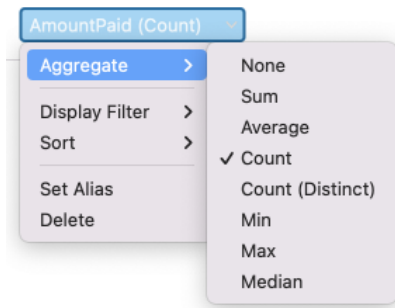 AmountPaid (Count)
Aggregate
Display Filter
Sort
Set Alias
Delete
None
Sum
Average
Count
Count (Distinct)
Min
Max
Median